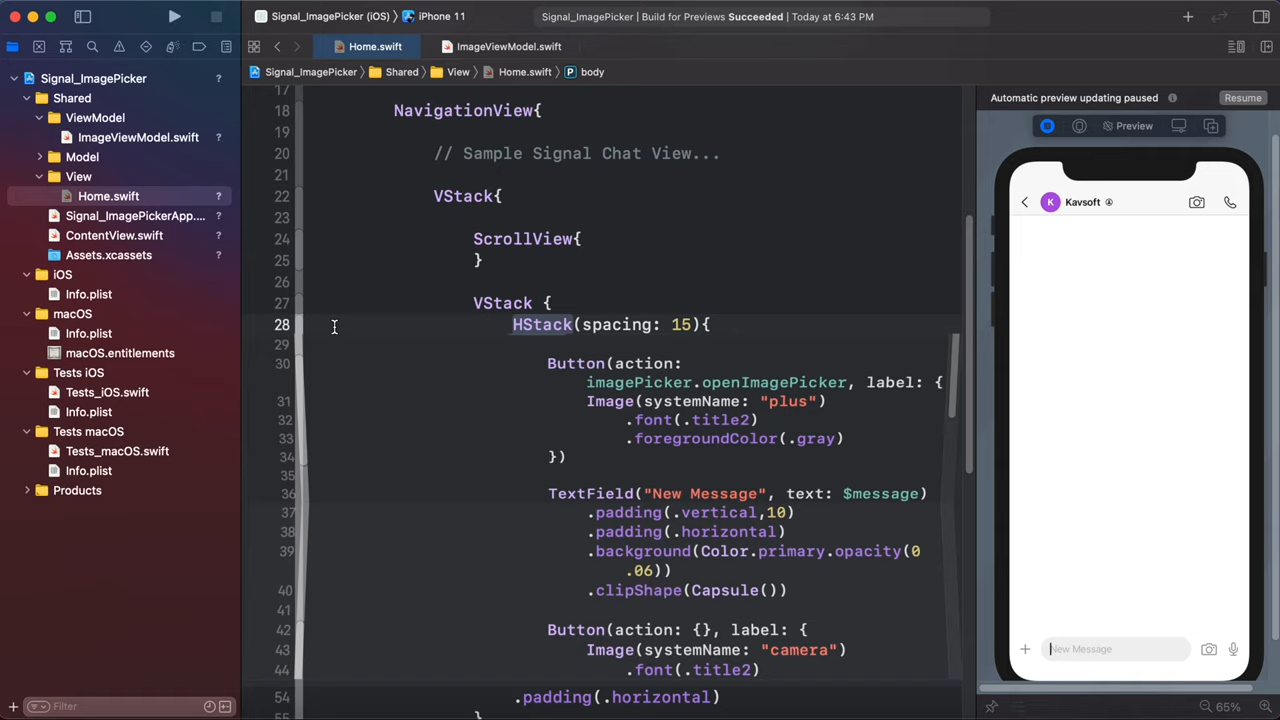 Signal_ImagePicker (iOS) › iPhone 11
Signal_ImagePicker | Build for Previews Succeeded | Today at 6:43 PM
Home.swift
ImageViewModel.swift
Signal_ImagePicker › Shared › View › Home.swift › P body
Signal_ImagePicker ?
Shared
ViewModel
ImageViewModel.swift ?
Model
View
Home.swift ?
Signal_ImagePickerApp.... ?
ContentView.swift ?
Assets.xcassets ?
iOS
Info.plist ?
macOS
Info.plist ?
macOS.entitlements ?
Tests iOS
Tests_iOS.swift ?
Info.plist ?
Tests macOS
Tests_macOS.swift ?
Info.plist ?
Products
Filter
17
18 NavigationView{
19
20 // Sample Signal Chat View...
21
22 VStack{
23
24 ScrollView{
25 }
26
27 VStack {
28 HStack(spacing: 15){
29
30 Button(action:
imagePicker.openImagePicker, label: {
31 Image(systemName: "plus")
32 .font(.title2)
33 .foregroundColor(.gray)
34 })
35
36 TextField("New Message", text: $message)
37 .padding(.vertical,10)
38 .padding(.horizontal)
39 .background(Color.primary.opacity(0
.06))
40 .clipShape(Capsule())
41
42 Button(action: {}, label: {
43 Image(systemName: "camera")
44 .font(.title2)
54 .padding(.horizontal)
55 }
Automatic preview updating paused
Resume
Preview
K Kavsoft
New Message
65%